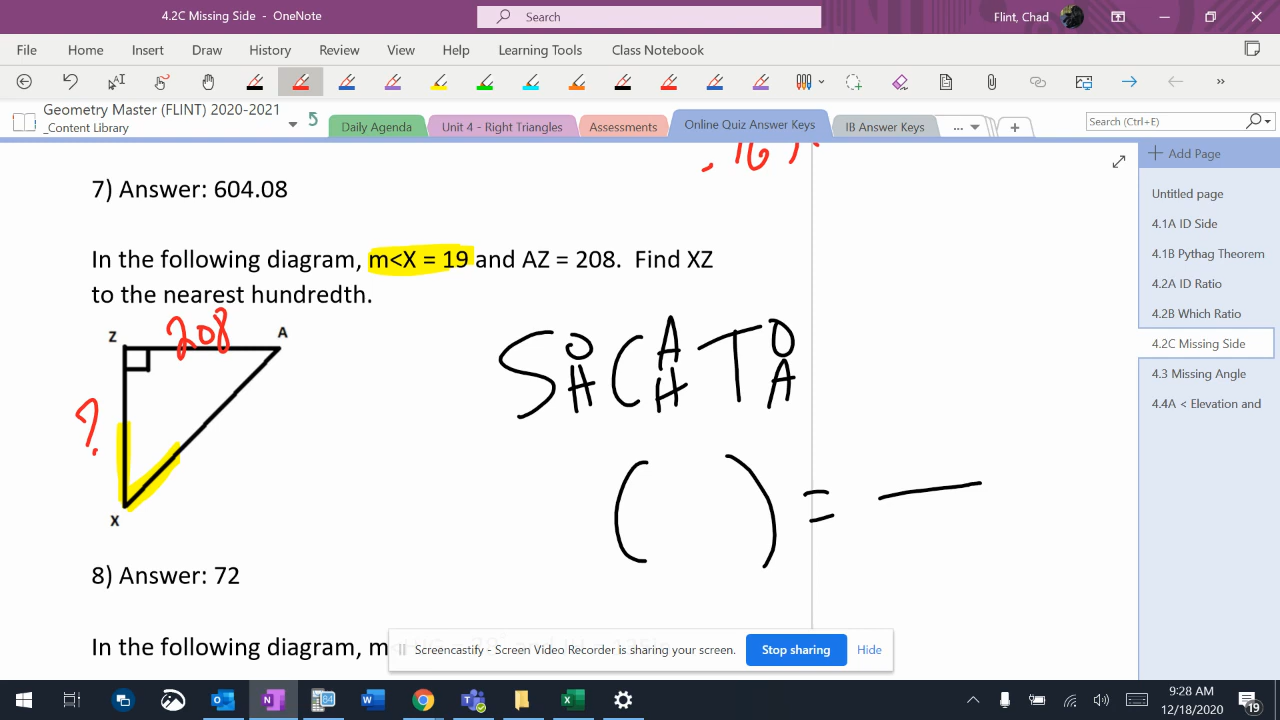 4.2C Missing Side - OneNote
Search
Flint, Chad
File Home Insert Draw History Review View Help Learning Tools Class Notebook
Geometry Master (FLINT) 2020-2021
_Content Library
Daily Agenda Unit 4 - Right Triangles Assessments Online Quiz Answer Keys IB Answer Keys ...
Search (Ctrl+E)
Add Page
Untitled page
4.1A ID Side
4.1B Pythag Theorem
4.2A ID Ratio
4.2B Which Ratio
4.2C Missing Side
4.3 Missing Angle
4.4A < Elevation and
7) Answer: 604.08
In the following diagram, m<X = 19 and AZ = 208. Find XZ
to the nearest hundredth.
Z 208 A
?
X
S O/H C A/H T O/A
( ) = —
8) Answer: 72
In the following diagram, m<
Screencastify - Screen Video Recorder is sharing your screen. Stop sharing Hide
84
9:28 AM
12/18/2020
19